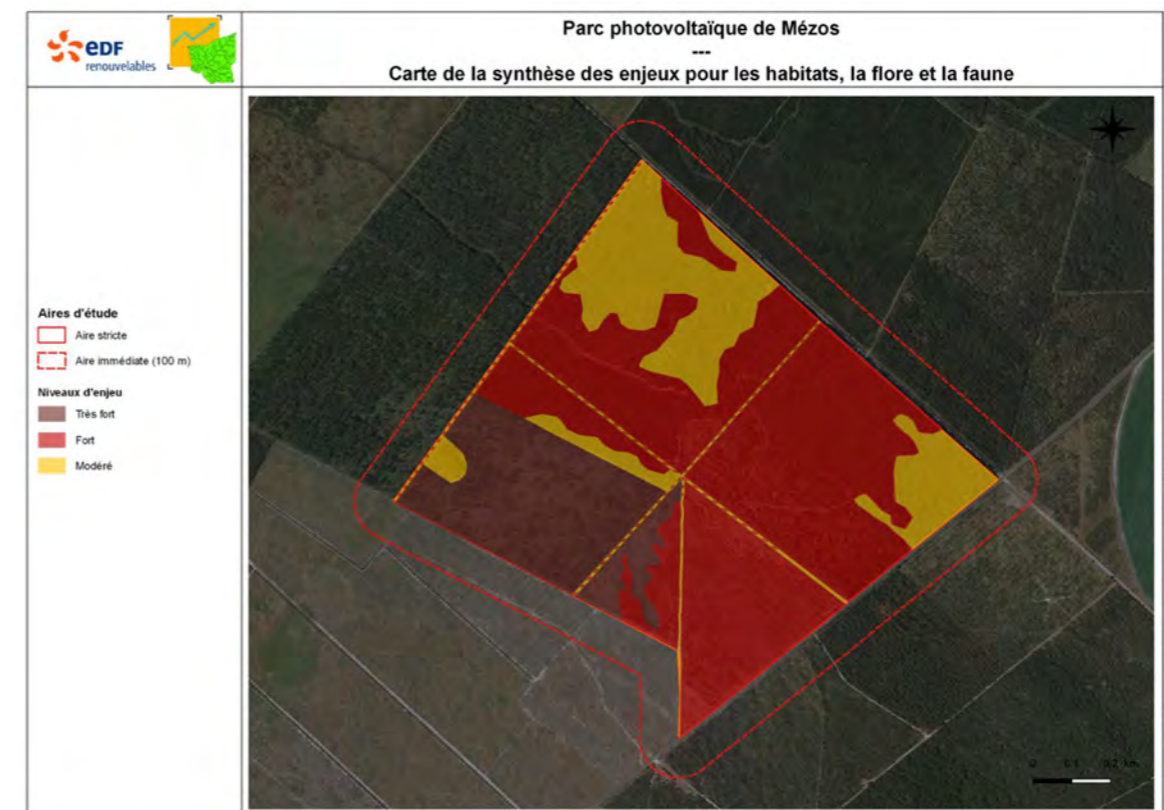 eDF
renouvelables
Parc photovoltaïque de Mézos
---
Carte de la synthèse des enjeux pour les habitats, la flore et la faune
Aires d'étude
Aire stricte
Aire immédiate (100 m)
Niveaux d'enjeu
Très fort
Fort
Modéré
0 0.1 0.2 km